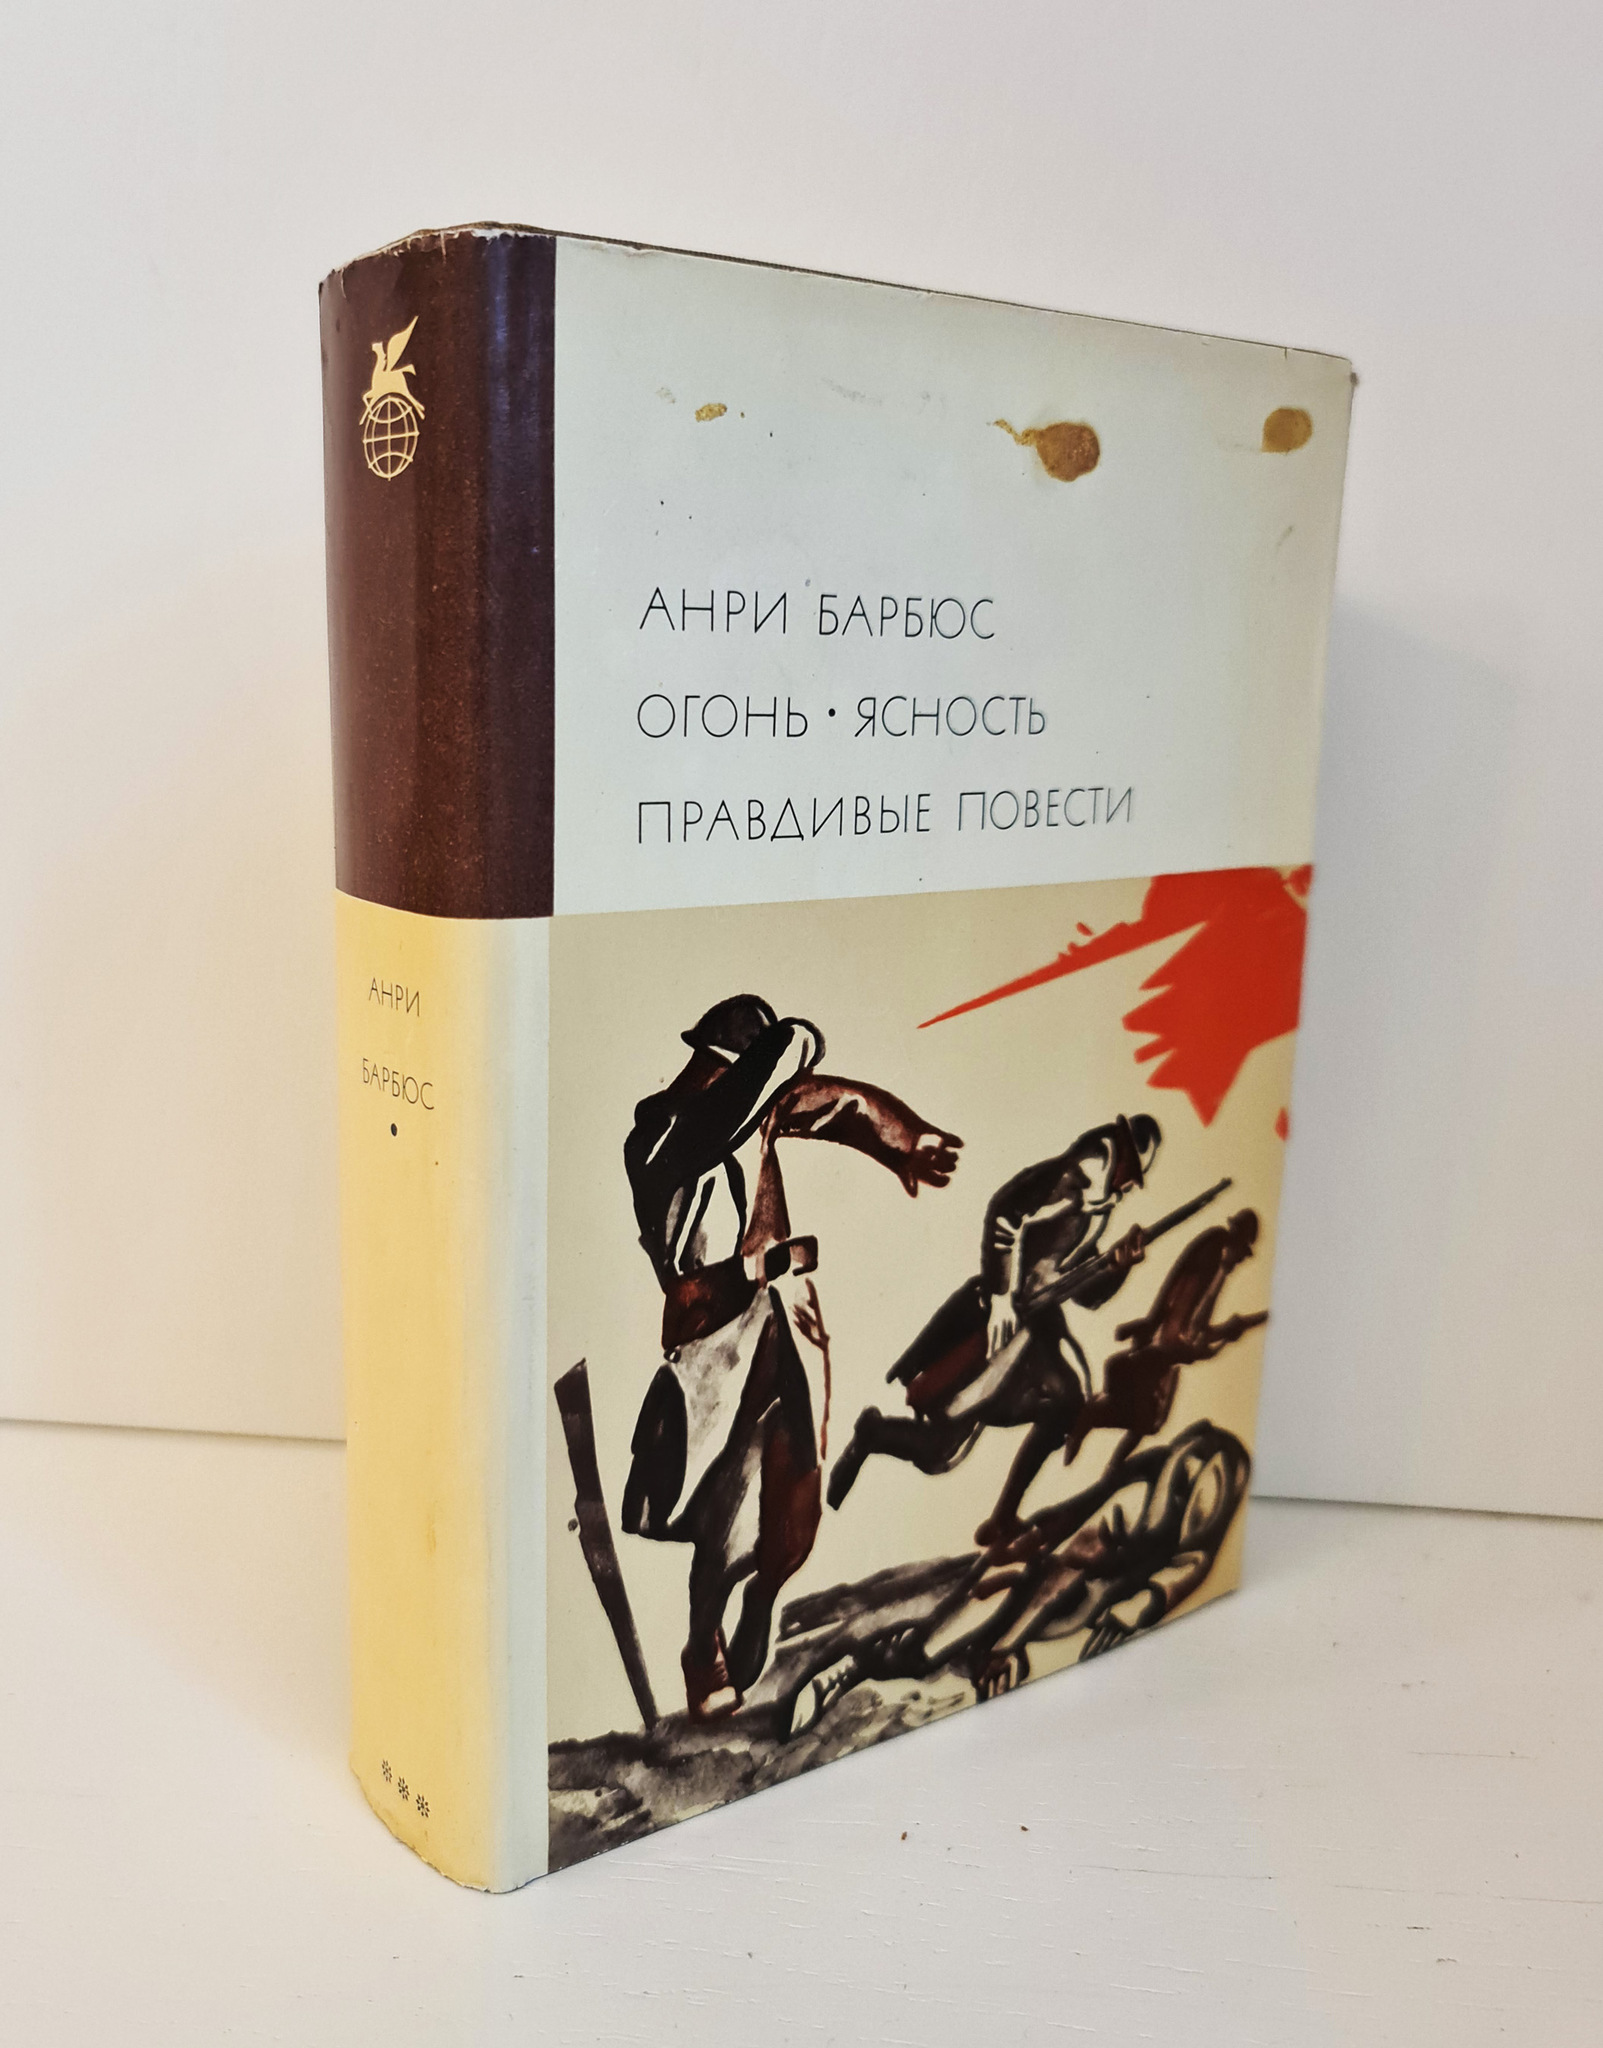 АНРИ БАРБЮС
ОГОНЬ · ЯСНОСТЬ
ПРАВДИВЫЕ ПОВЕСТИ
АНРИ
БАРБЮС
•
***